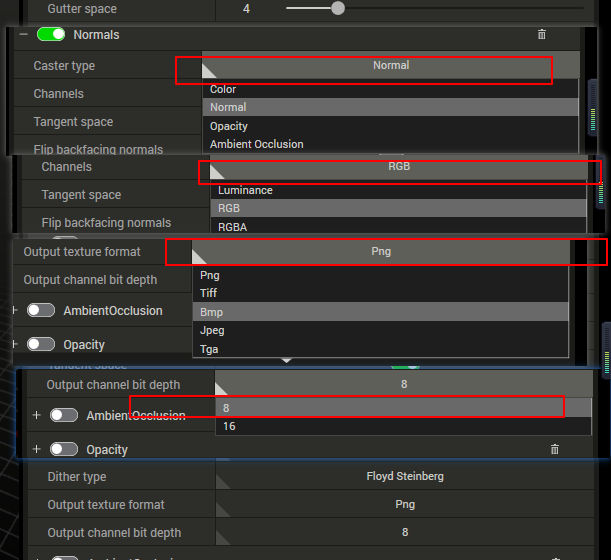 Gutter space 4
Normals
Caster type Normal
Color
Channels
Normal
Tangent space
Opacity
Flip backfacing normals
Ambient Occlusion
Channels RGB
Luminance
Tangent space
RGB
Flip backfacing normals
RGBA
Output texture format Png
Png
Output channel bit depth
Tiff
AmbientOcclusion
Bmp
Jpeg
Opacity
Tga
Tangent space
Output channel bit depth 8
8
AmbientOcclusion
16
Opacity
Dither type Floyd Steinberg
Output texture format Png
Output channel bit depth 8